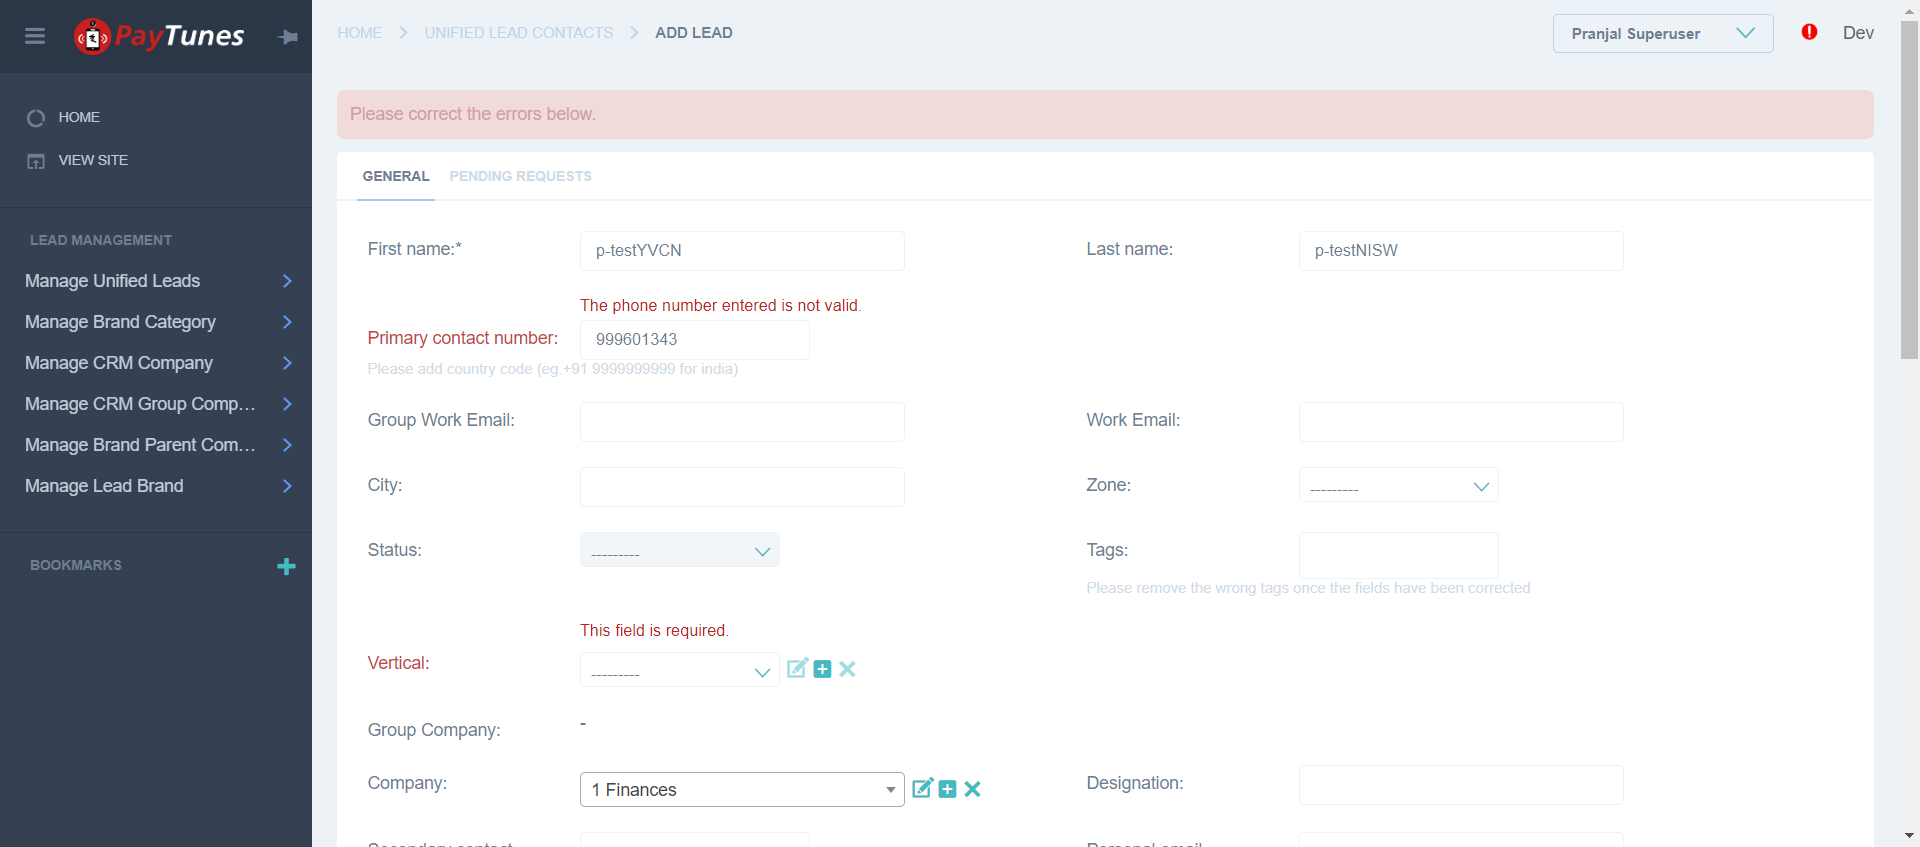 PayTunes
HOME
VIEW SITE
LEAD MANAGEMENT
Manage Unified Leads
Manage Brand Category
Manage CRM Company
Manage CRM Group Comp...
Manage Brand Parent Com...
Manage Lead Brand
BOOKMARKS
HOME > UNIFIED LEAD CONTACTS > ADD LEAD
Pranjal Superuser
Dev
Please correct the errors below.
GENERAL PENDING REQUESTS
First name:* p-testYVCN Last name: p-testNISW
The phone number entered is not valid.
Primary contact number: 999601343
Please add country code (eg.+91 9999999999 for india)
Group Work Email: Work Email:
City: Zone: ---------
Status: --------- Tags:
Please remove the wrong tags once the fields have been corrected
This field is required.
Vertical: ---------
Group Company: -
Company: 1 Finances Designation:
Secondary contact Personal email